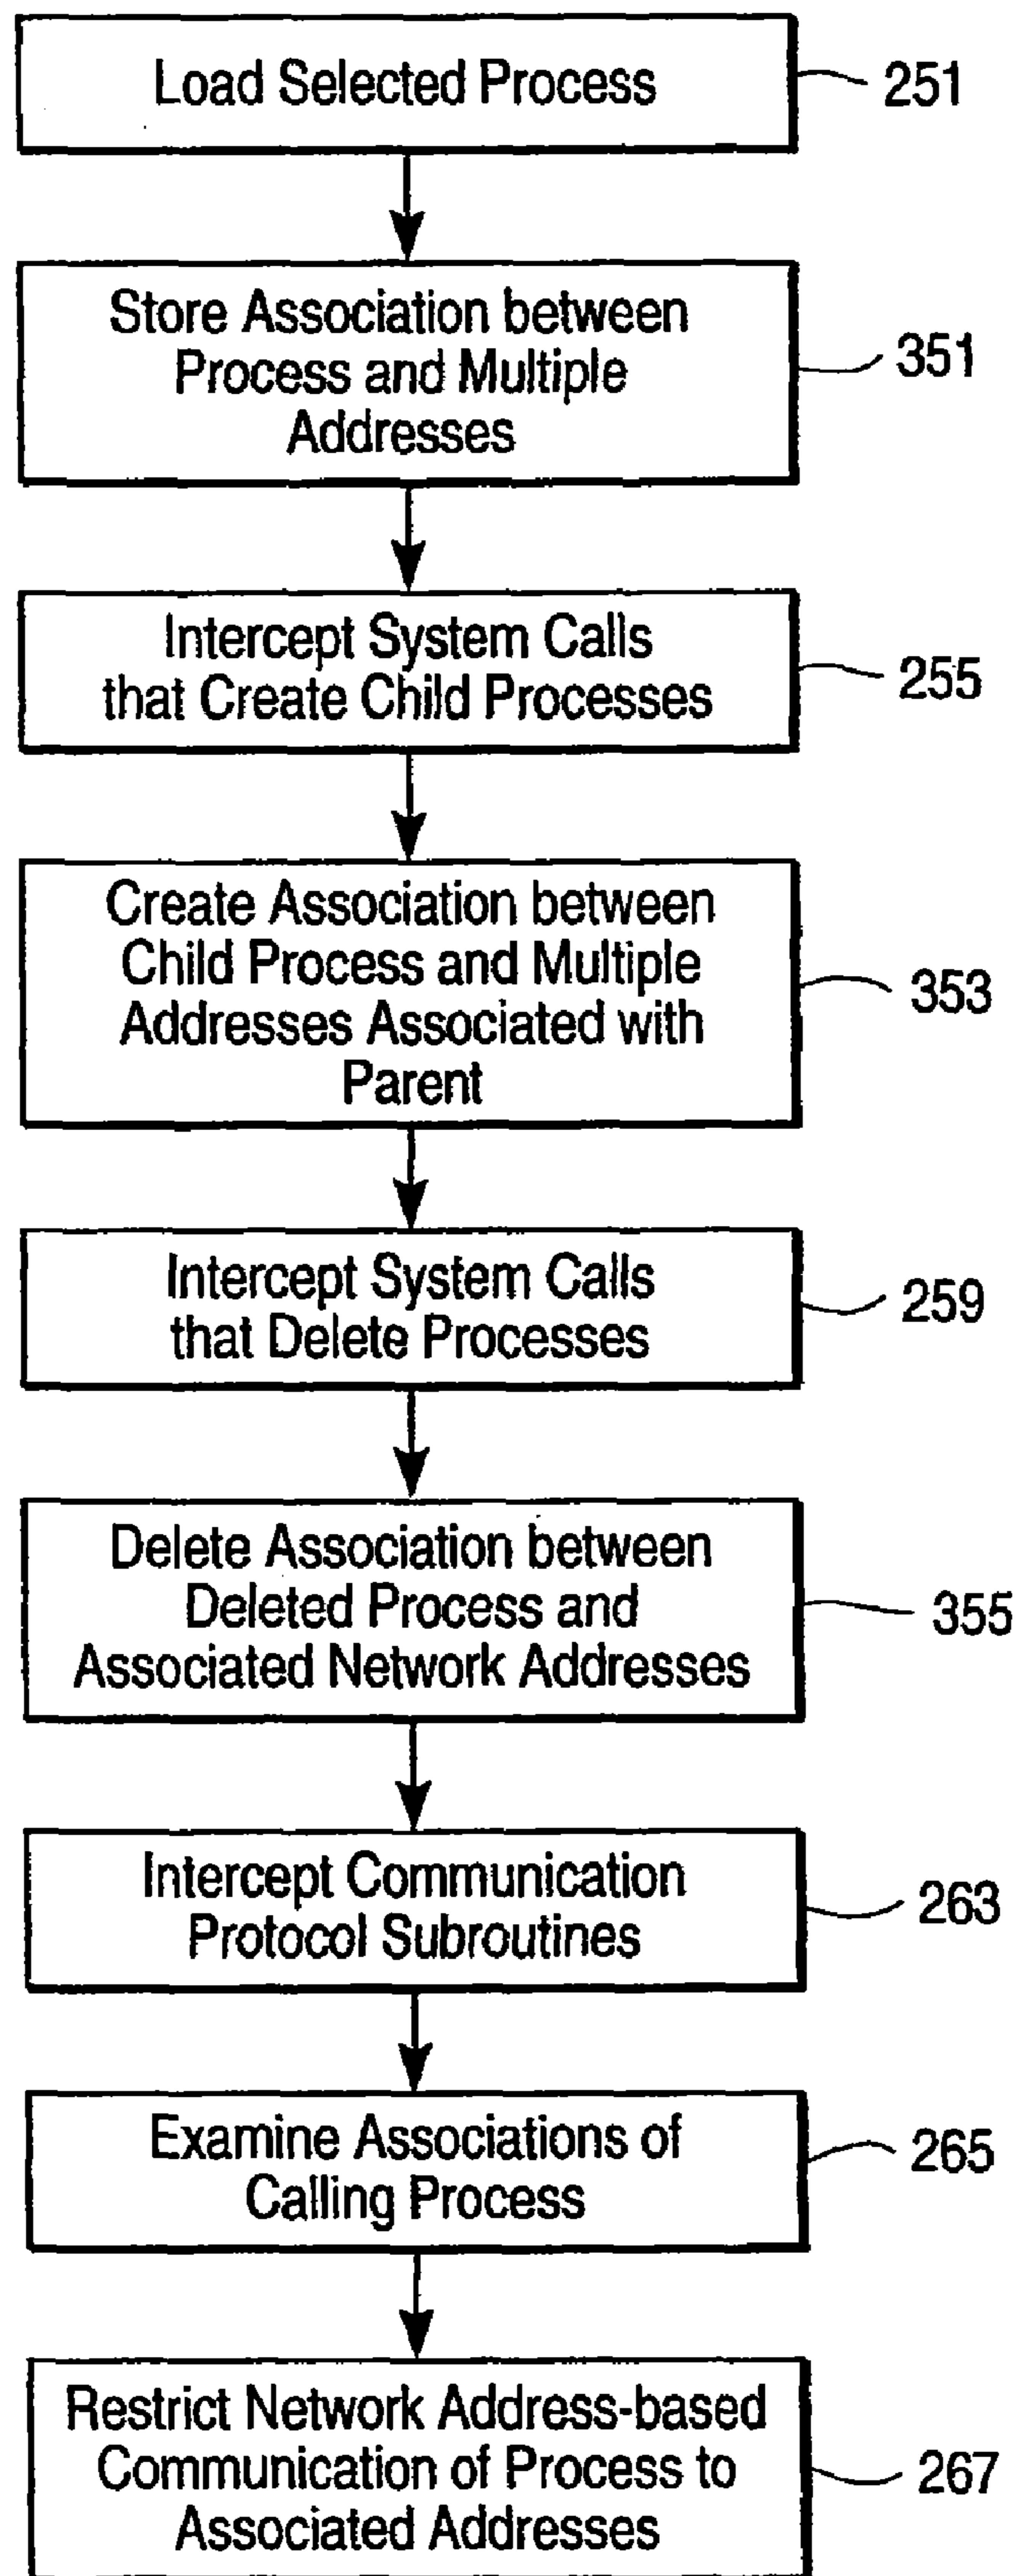 Load Selected Process
251
Store Association between
Process and Multiple
Addresses
351
Intercept System Calls
that Create Child Processes
255
Create Association between
Child Process and Multiple
Addresses Associated with
Parent
353
Intercept System Calls
that Delete Processes
259
Delete Association between
Deleted Process and
Associated Network Addresses
355
Intercept Communication
Protocol Subroutines
263
Examine Associations of
Calling Process
265
Restrict Network Address-based
Communication of Process to
Associated Addresses
267